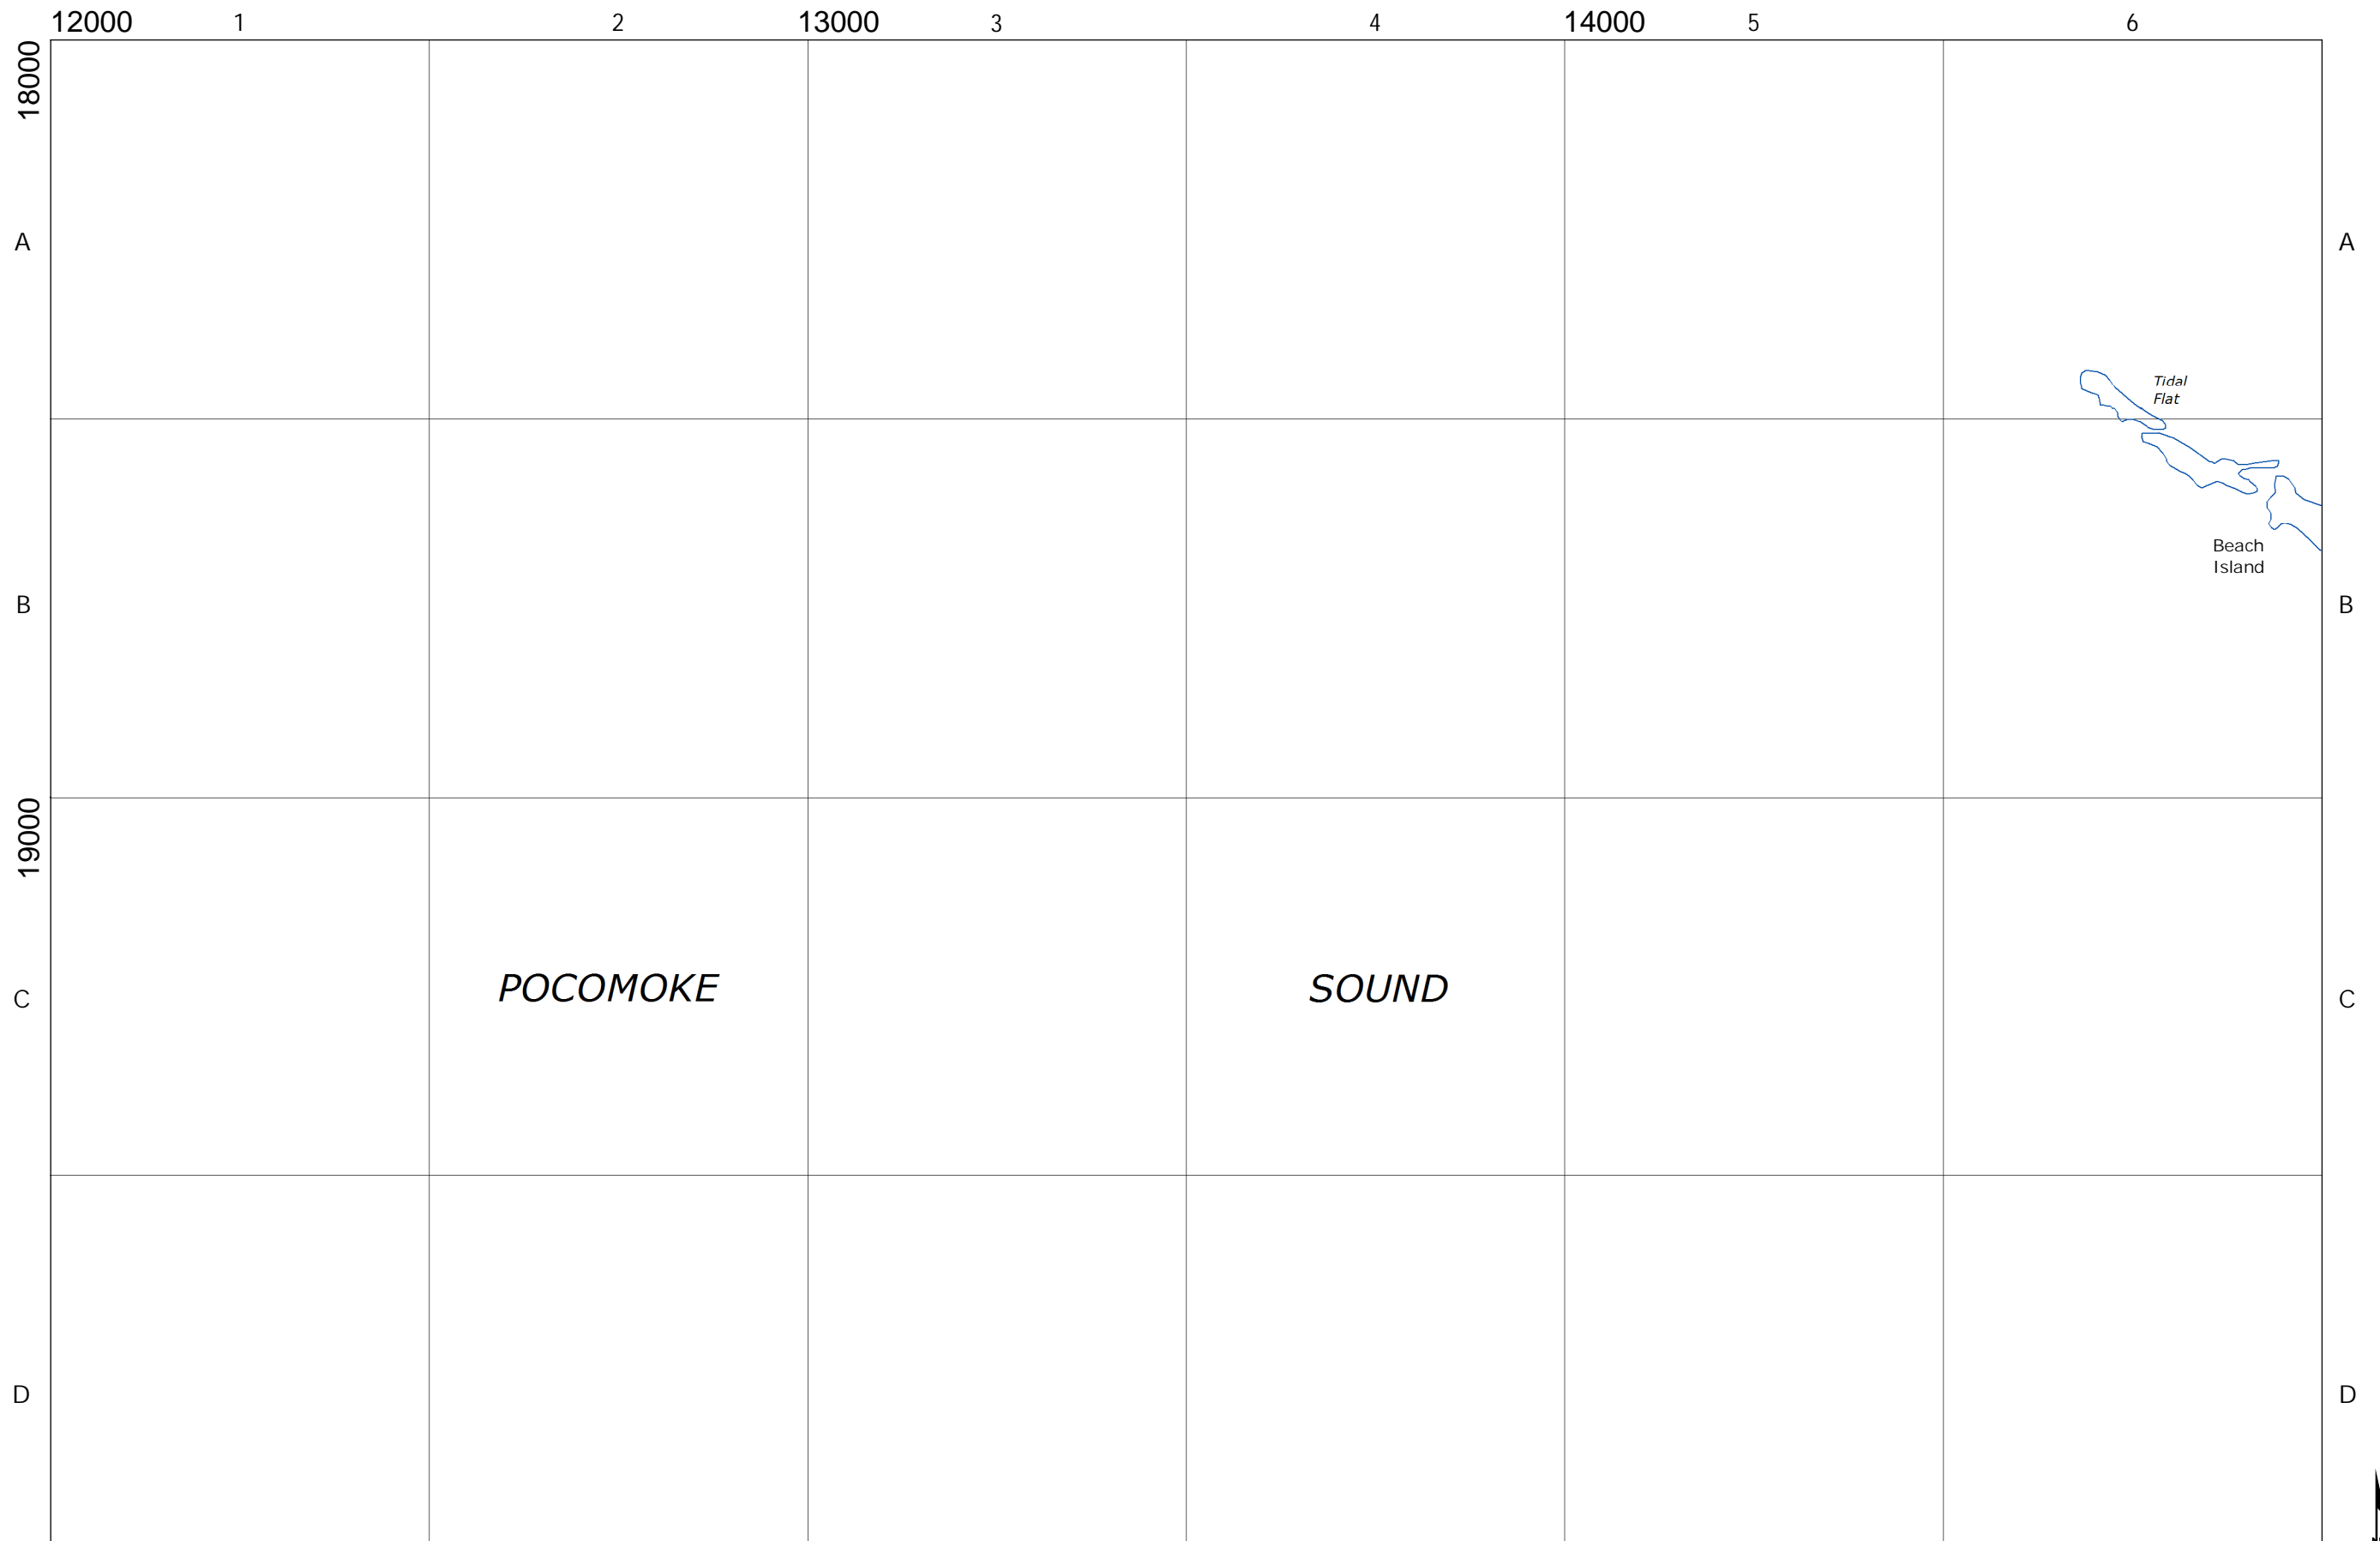 12000 1 2 13000 3 4 14000 5 6
18000
A A
Tidal
Flat
Beach
Island
B B
19000
POCOMOKE SOUND
C C
D D